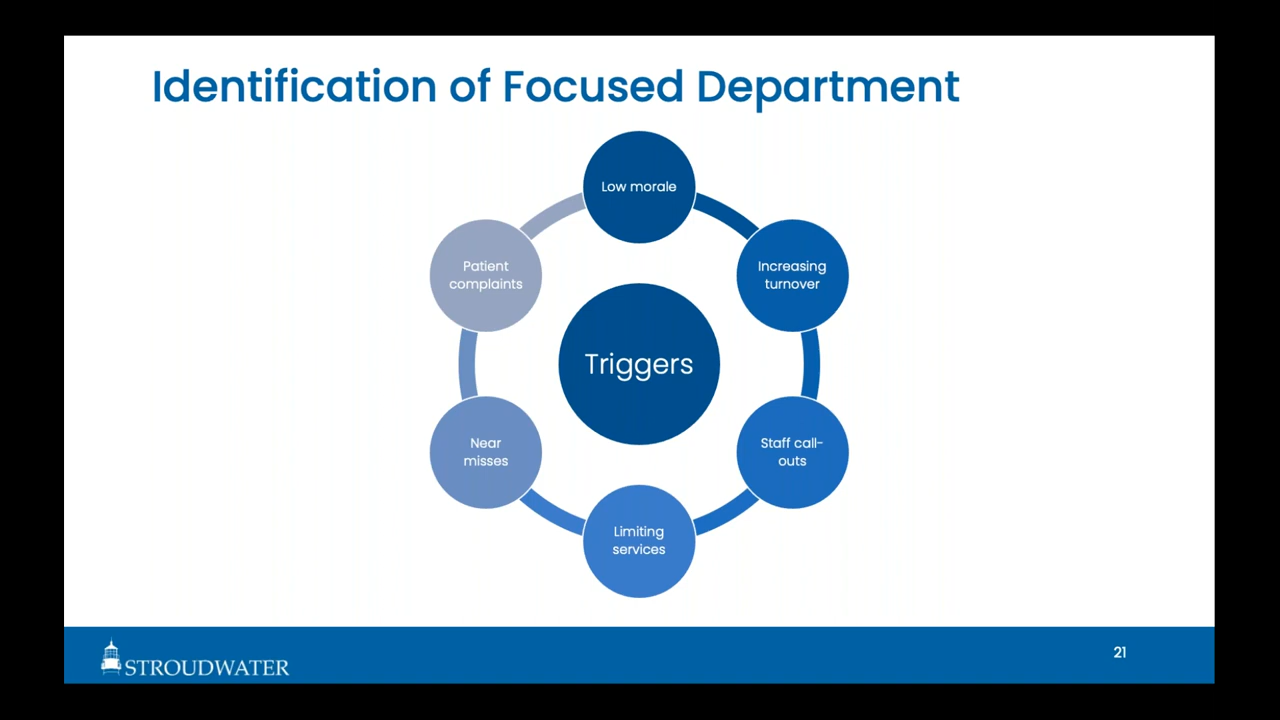 Identification of Focused Department
Low morale
Increasing
turnover
Staff call-
outs
Limiting
services
Near
misses
Patient
complaints
Triggers
STROUDWATER
21